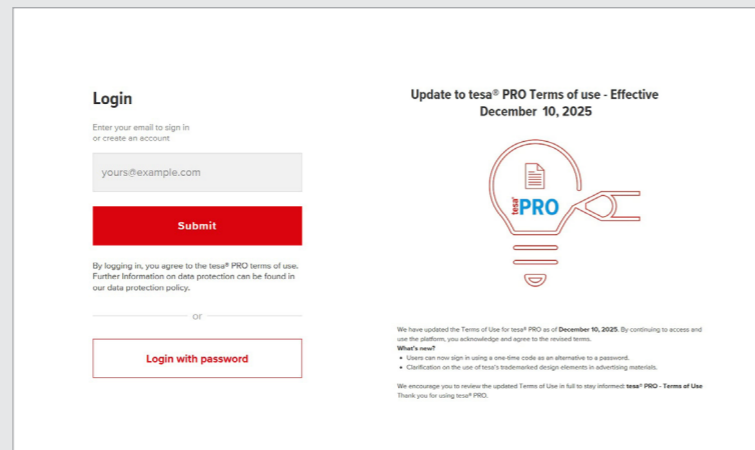 Login
Enter your email to sign in
or create an account
yours@example.com
Submit
By logging in, you agree to the tesa® PRO terms of use.
Further Information on data protection can be found in
our data protection policy.
or
Login with password
Update to tesa® PRO Terms of use - Effective
December 10, 2025
tesa® PRO
We have updated the Terms of Use for tesa® PRO as of December 10, 2025. By continuing to access and
use the platform, you acknowledge and agree to the revised terms.
What's new?
• Users can now sign in using a one-time code as an alternative to a password.
• Clarification on the use of tesa's trademarked design elements in advertising materials.
We encourage you to review the updated Terms of Use in full to stay informed: tesa® PRO - Terms of Use
Thank you for using tesa® PRO.